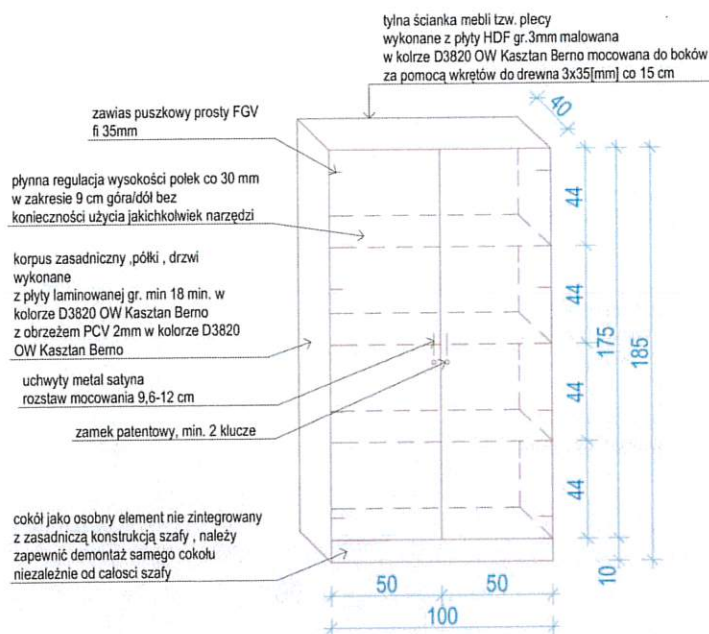 tylna ścianka mebli tzw. plecy
wykonane z płyty HDF gr.3mm malowana
w kolrze D3820 OW Kasztan Berno mocowana do boków
za pomocą wkrętów do drewna 3x35[mm] co 15 cm
zawias puszkowy prosty FGV
fi 35mm
płynna regulacja wysokości połek co 30 mm
w zakresie 9 cm góra/dół bez
konieczności użycia jakichkolwiek narzędzi
korpus zasadniczy ,półki , drzwi
wykonane
z płyty laminowanej gr. min 18 min. w
kolorze D3820 OW Kasztan Berno
z obrzeżem PCV 2mm w kolorze D3820
OW Kasztan Berno
uchwyty metal satyna
rozstaw mocowania 9,6-12 cm
zamek patentowy, min. 2 klucze
cokół jako osobny element nie zintegrowany
z zasadniczą konstrukcją szafy , należy
zapewnić demontaż samego cokołu
niezależnie od całosci szafy
40
44
44
44
44
175
185
10
50 50
100